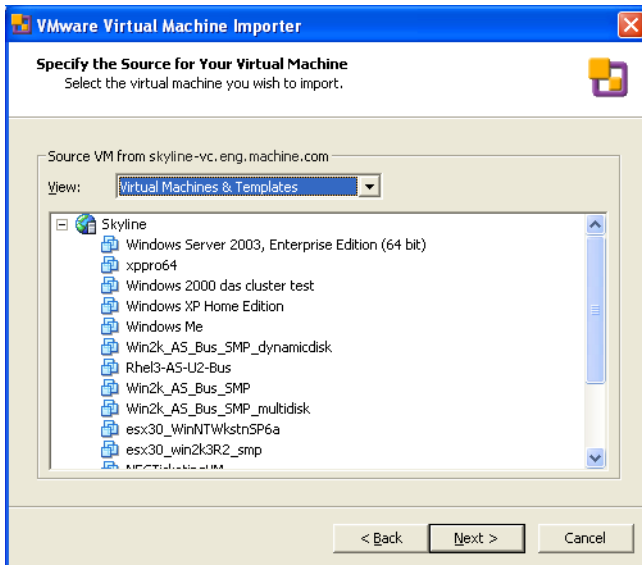 VMware Virtual Machine Importer
Specify the Source for Your Virtual Machine
Select the virtual machine you wish to import.
Source VM from skyline-vc.eng.machine.com
View: Virtual Machines & Templates
Skyline
Windows Server 2003, Enterprise Edition (64 bit)
xppro64
Windows 2000 das cluster test
Windows XP Home Edition
Windows Me
Win2k_AS_Bus_SMP_dynamicdisk
Rhel3-AS-U2-Bus
Win2k_AS_Bus_SMP
Win2k_AS_Bus_SMP_multidisk
esx30_WinNTWkstnSP6a
esx30_win2k3R2_smp
< Back Next > Cancel